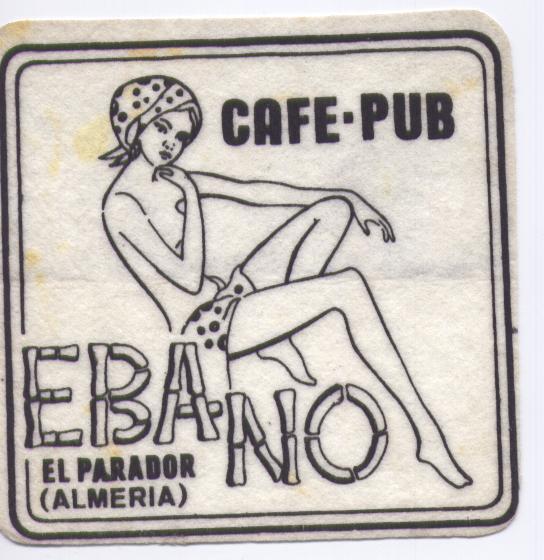 CAFE·PUB
EBANO
EL PARADOR
(ALMERIA)